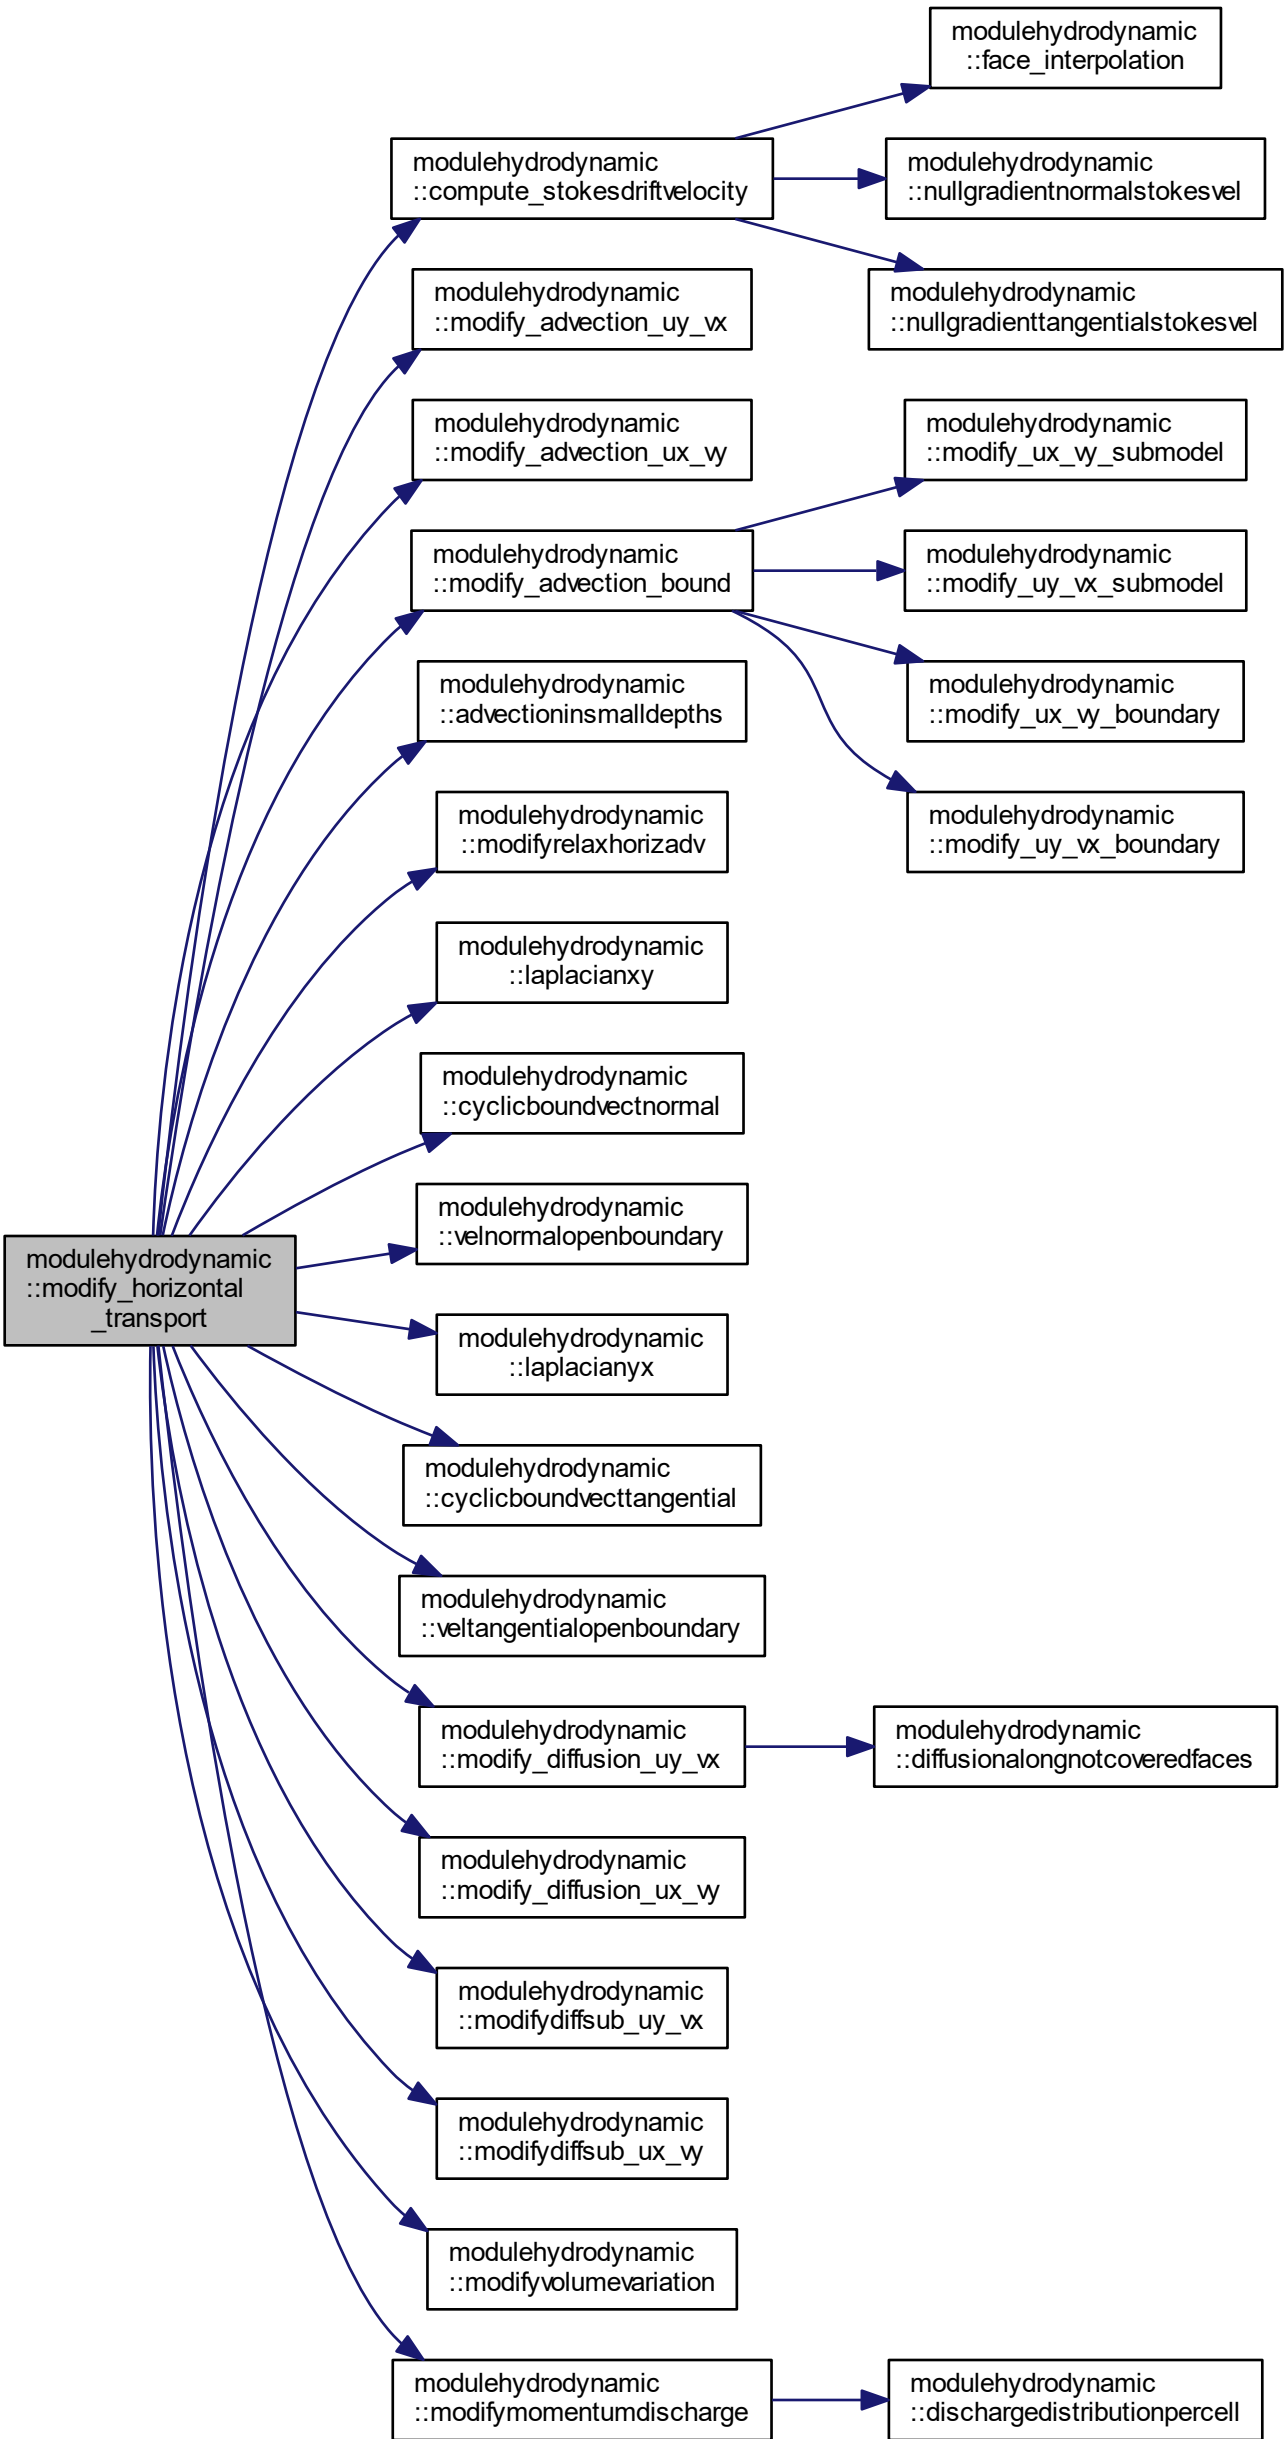 modulehydrodynamic
::face_interpolation
modulehydrodynamic
::compute_stokesdriftvelocity
modulehydrodynamic
::nullgradientnormalstokesvel
modulehydrodynamic
::nullgradienttangentialstokesvel
modulehydrodynamic
::modify_advection_uy_vx
modulehydrodynamic
::modify_advection_ux_vy
modulehydrodynamic
::modify_ux_vy_submodel
modulehydrodynamic
::modify_advection_bound
modulehydrodynamic
::modify_uy_vx_submodel
modulehydrodynamic
::advectioninsmalldepths
modulehydrodynamic
::modify_ux_vy_boundary
modulehydrodynamic
::modifyrelaxhorizadv
modulehydrodynamic
::modify_uy_vx_boundary
modulehydrodynamic
::laplacianxy
modulehydrodynamic
::cyclicboundvectnormal
modulehydrodynamic
::velnormalopenboundary
modulehydrodynamic
::modify_horizontal
_transport
modulehydrodynamic
::laplacianyx
modulehydrodynamic
::cyclicboundvecttangential
modulehydrodynamic
::veltangentialopenboundary
modulehydrodynamic
::modify_diffusion_uy_vx
modulehydrodynamic
::diffusionalongnotcoveredfaces
modulehydrodynamic
::modify_diffusion_ux_vy
modulehydrodynamic
::modifydiffsub_uy_vx
modulehydrodynamic
::modifydiffsub_ux_vy
modulehydrodynamic
::modifyvolumevariation
modulehydrodynamic
::modifymomentumdischarge
modulehydrodynamic
::dischargedistributionpercell